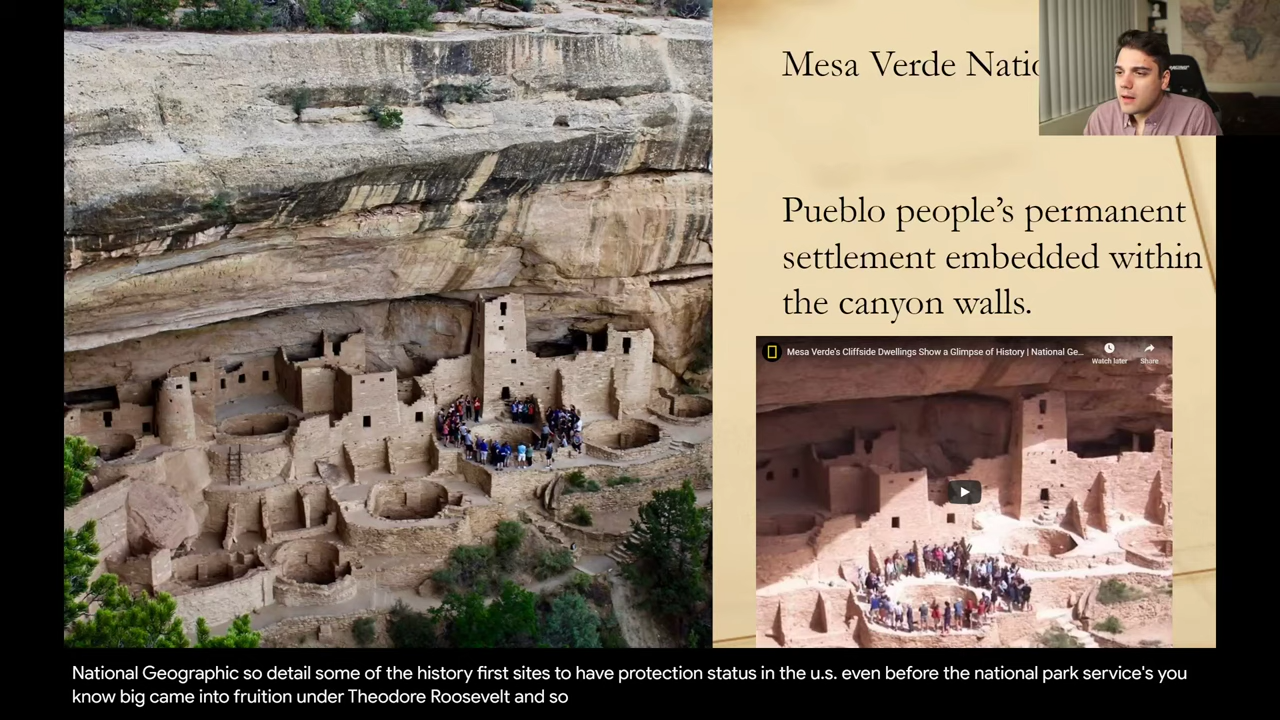 Mesa Verde Natio
Pueblo people's permanent
settlement embedded within
the canyon walls.
Mesa Verde's Cliffside Dwellings Show a Glimpse of History | National Ge...
Watch later
Share
National Geographic so detail some of the history first sites to have protection status in the u.s. even before the national park service's you
know big came into fruition under Theodore Roosevelt and so